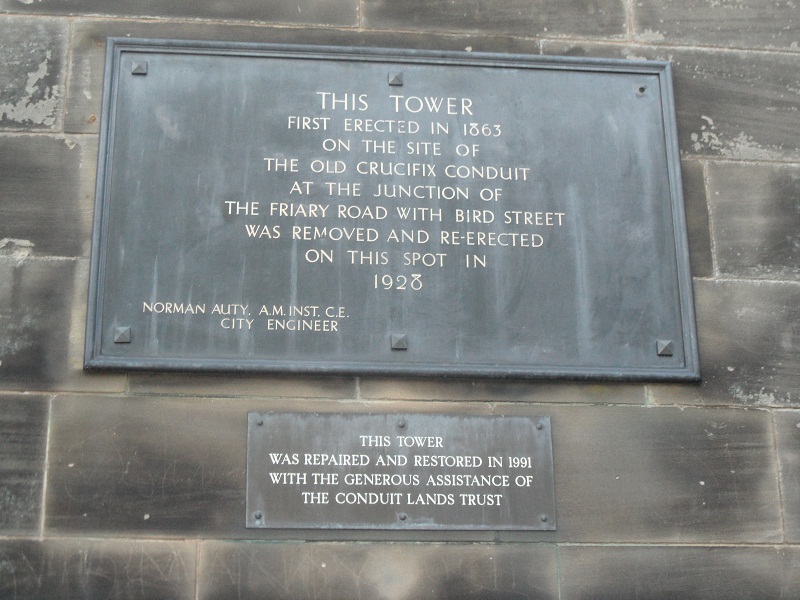 THIS TOWER
FIRST ERECTED IN 1863
ON THE SITE OF
THE OLD CRUCIFIX CONDUIT
AT THE JUNCTION OF
THE FRIARY ROAD WITH BIRD STREET
WAS REMOVED AND RE-ERECTED
ON THIS SPOT IN
1928
NORMAN AUTY, A.M.INST. C.E.
CITY ENGINEER
THIS TOWER
WAS REPAIRED AND RESTORED IN 1991
WITH THE GENEROUS ASSISTANCE OF
THE CONDUIT LANDS TRUST